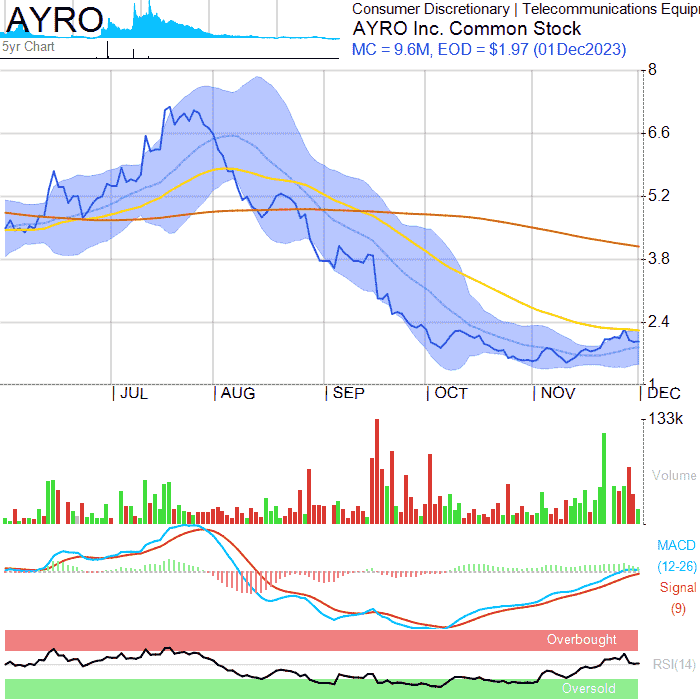 AYRO
5yr Chart
Consumer Discretionary | Telecommunications Equip
AYRO Inc. Common Stock
MC = 9.6M, EOD = $1.97 (01Dec2023)
8
6.6
5.2
3.8
2.4
1
JUL
AUG
SEP
OCT
NOV
DEC
133k
Volume
MACD
(12-26)
Signal
(9)
Overbought
RSI(14)
Oversold